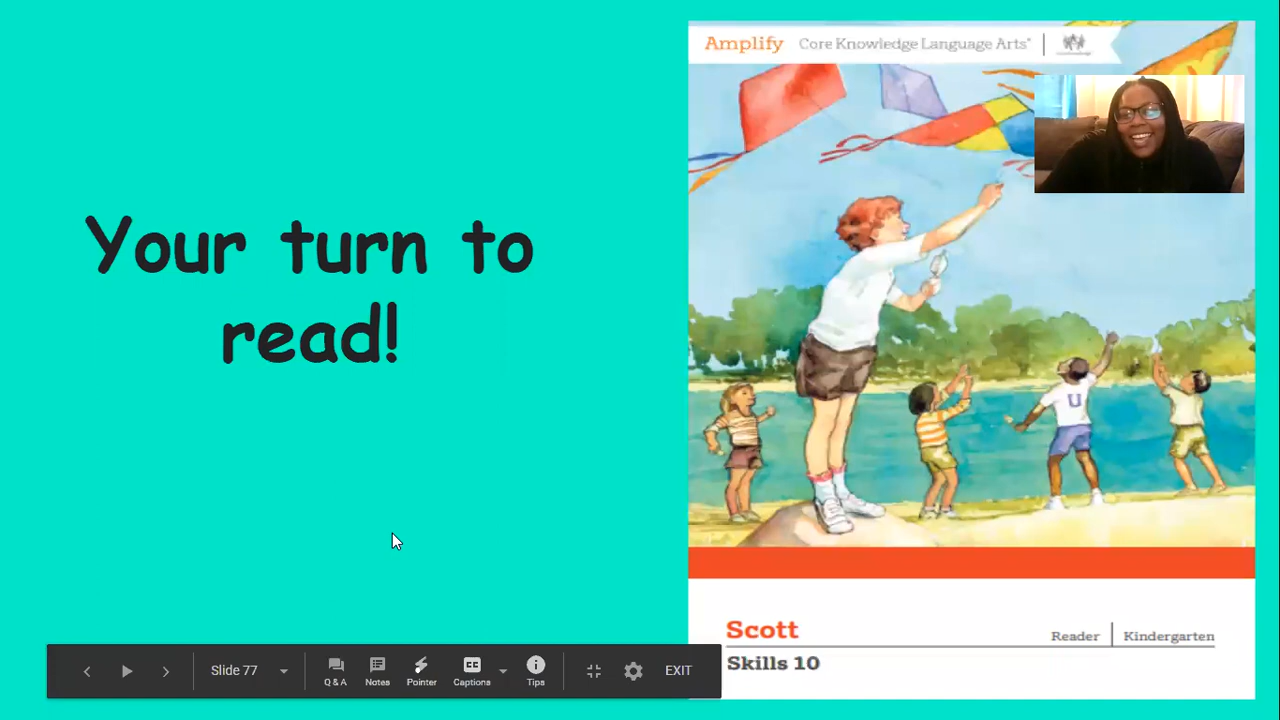 Your turn to
read!
Amplify Core Knowledge Language Arts®
U
Scott
Reader Kindergarten
Skills 10
Slide 77
Q & A
Notes
Pointer
CC
Captions
Tips
EXIT